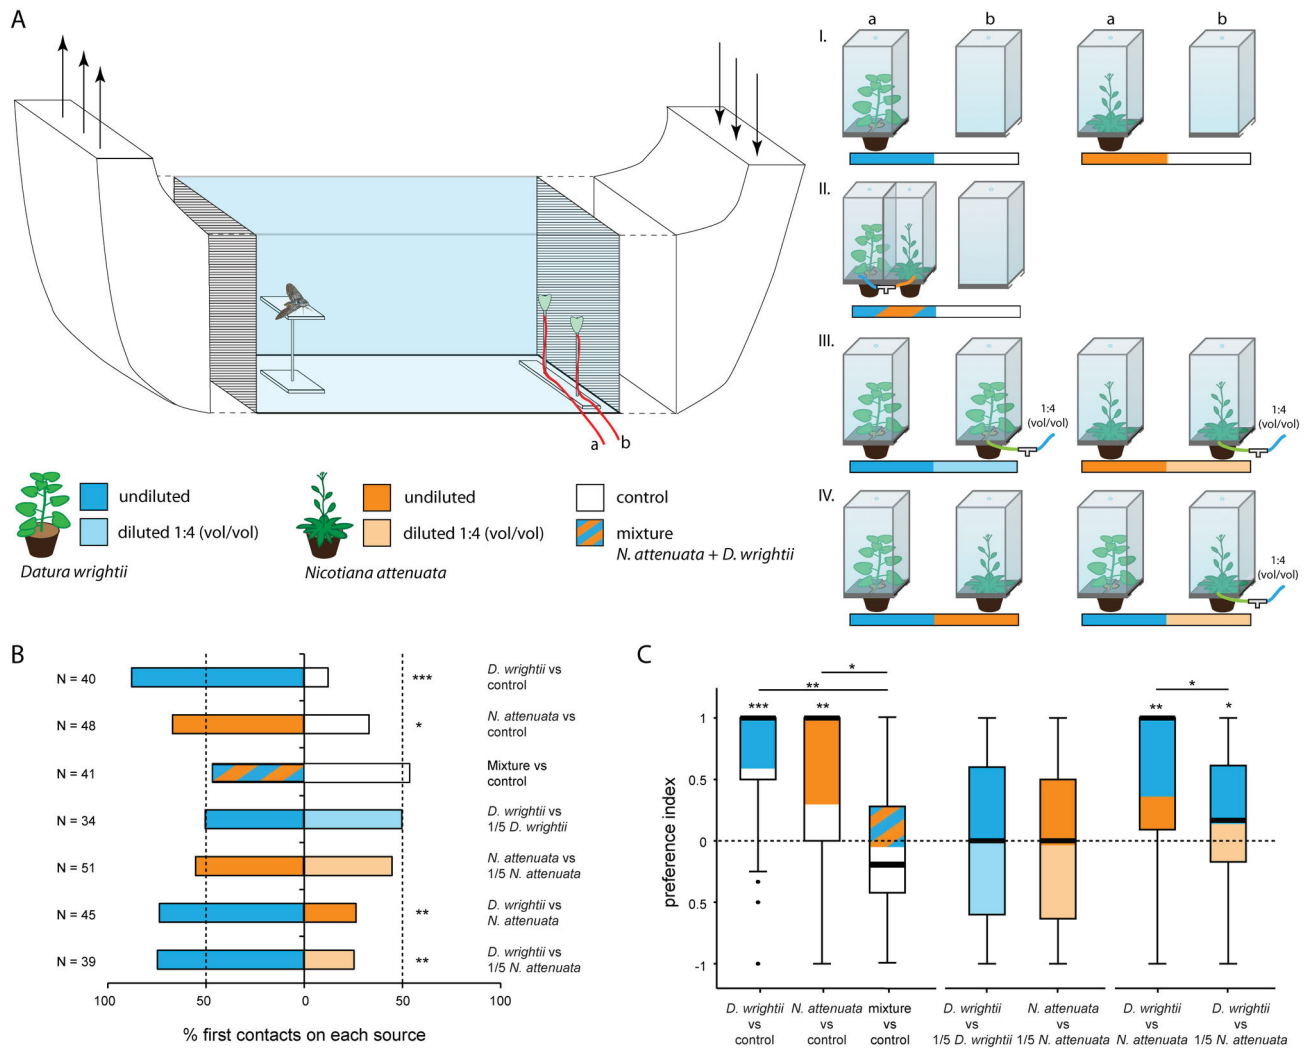 A
a
b
undiluted
diluted 1:4 (vol/vol)
Datura wrightii
undiluted
diluted 1:4 (vol/vol)
Nicotiana attenuata
control
mixture
N. attenuata + D. wrightii
a
b
a
b
I.
II.
III.
1:4
(vol/vol)
1:4
(vol/vol)
IV.
1:4
(vol/vol)
B
N = 40
***
D. wrightii vs
control
N = 48
*
N. attenuata vs
control
N = 41
Mixture vs
control
N = 34
D. wrightii vs
1/5 D. wrightii
N = 51
N. attenuata vs
1/5 N. attenuata
N = 45
**
D. wrightii vs
N. attenuata
N = 39
**
D. wrightii vs
1/5 N. attenuata
100
50
0
50
100
% first contacts on each source
C
preference index
1
0.5
0
0.5
-1
*
**
***
**
*
**
*
D. wrightii
vs
control
N. attenuata
vs
control
mixture
vs
control
D. wrightii
vs
1/5 D. wrightii
N. attenuata
vs
1/5 N. attenuata
D. wrightii
vs
N. attenuata
D. wrightii
vs
1/5 N. attenuata